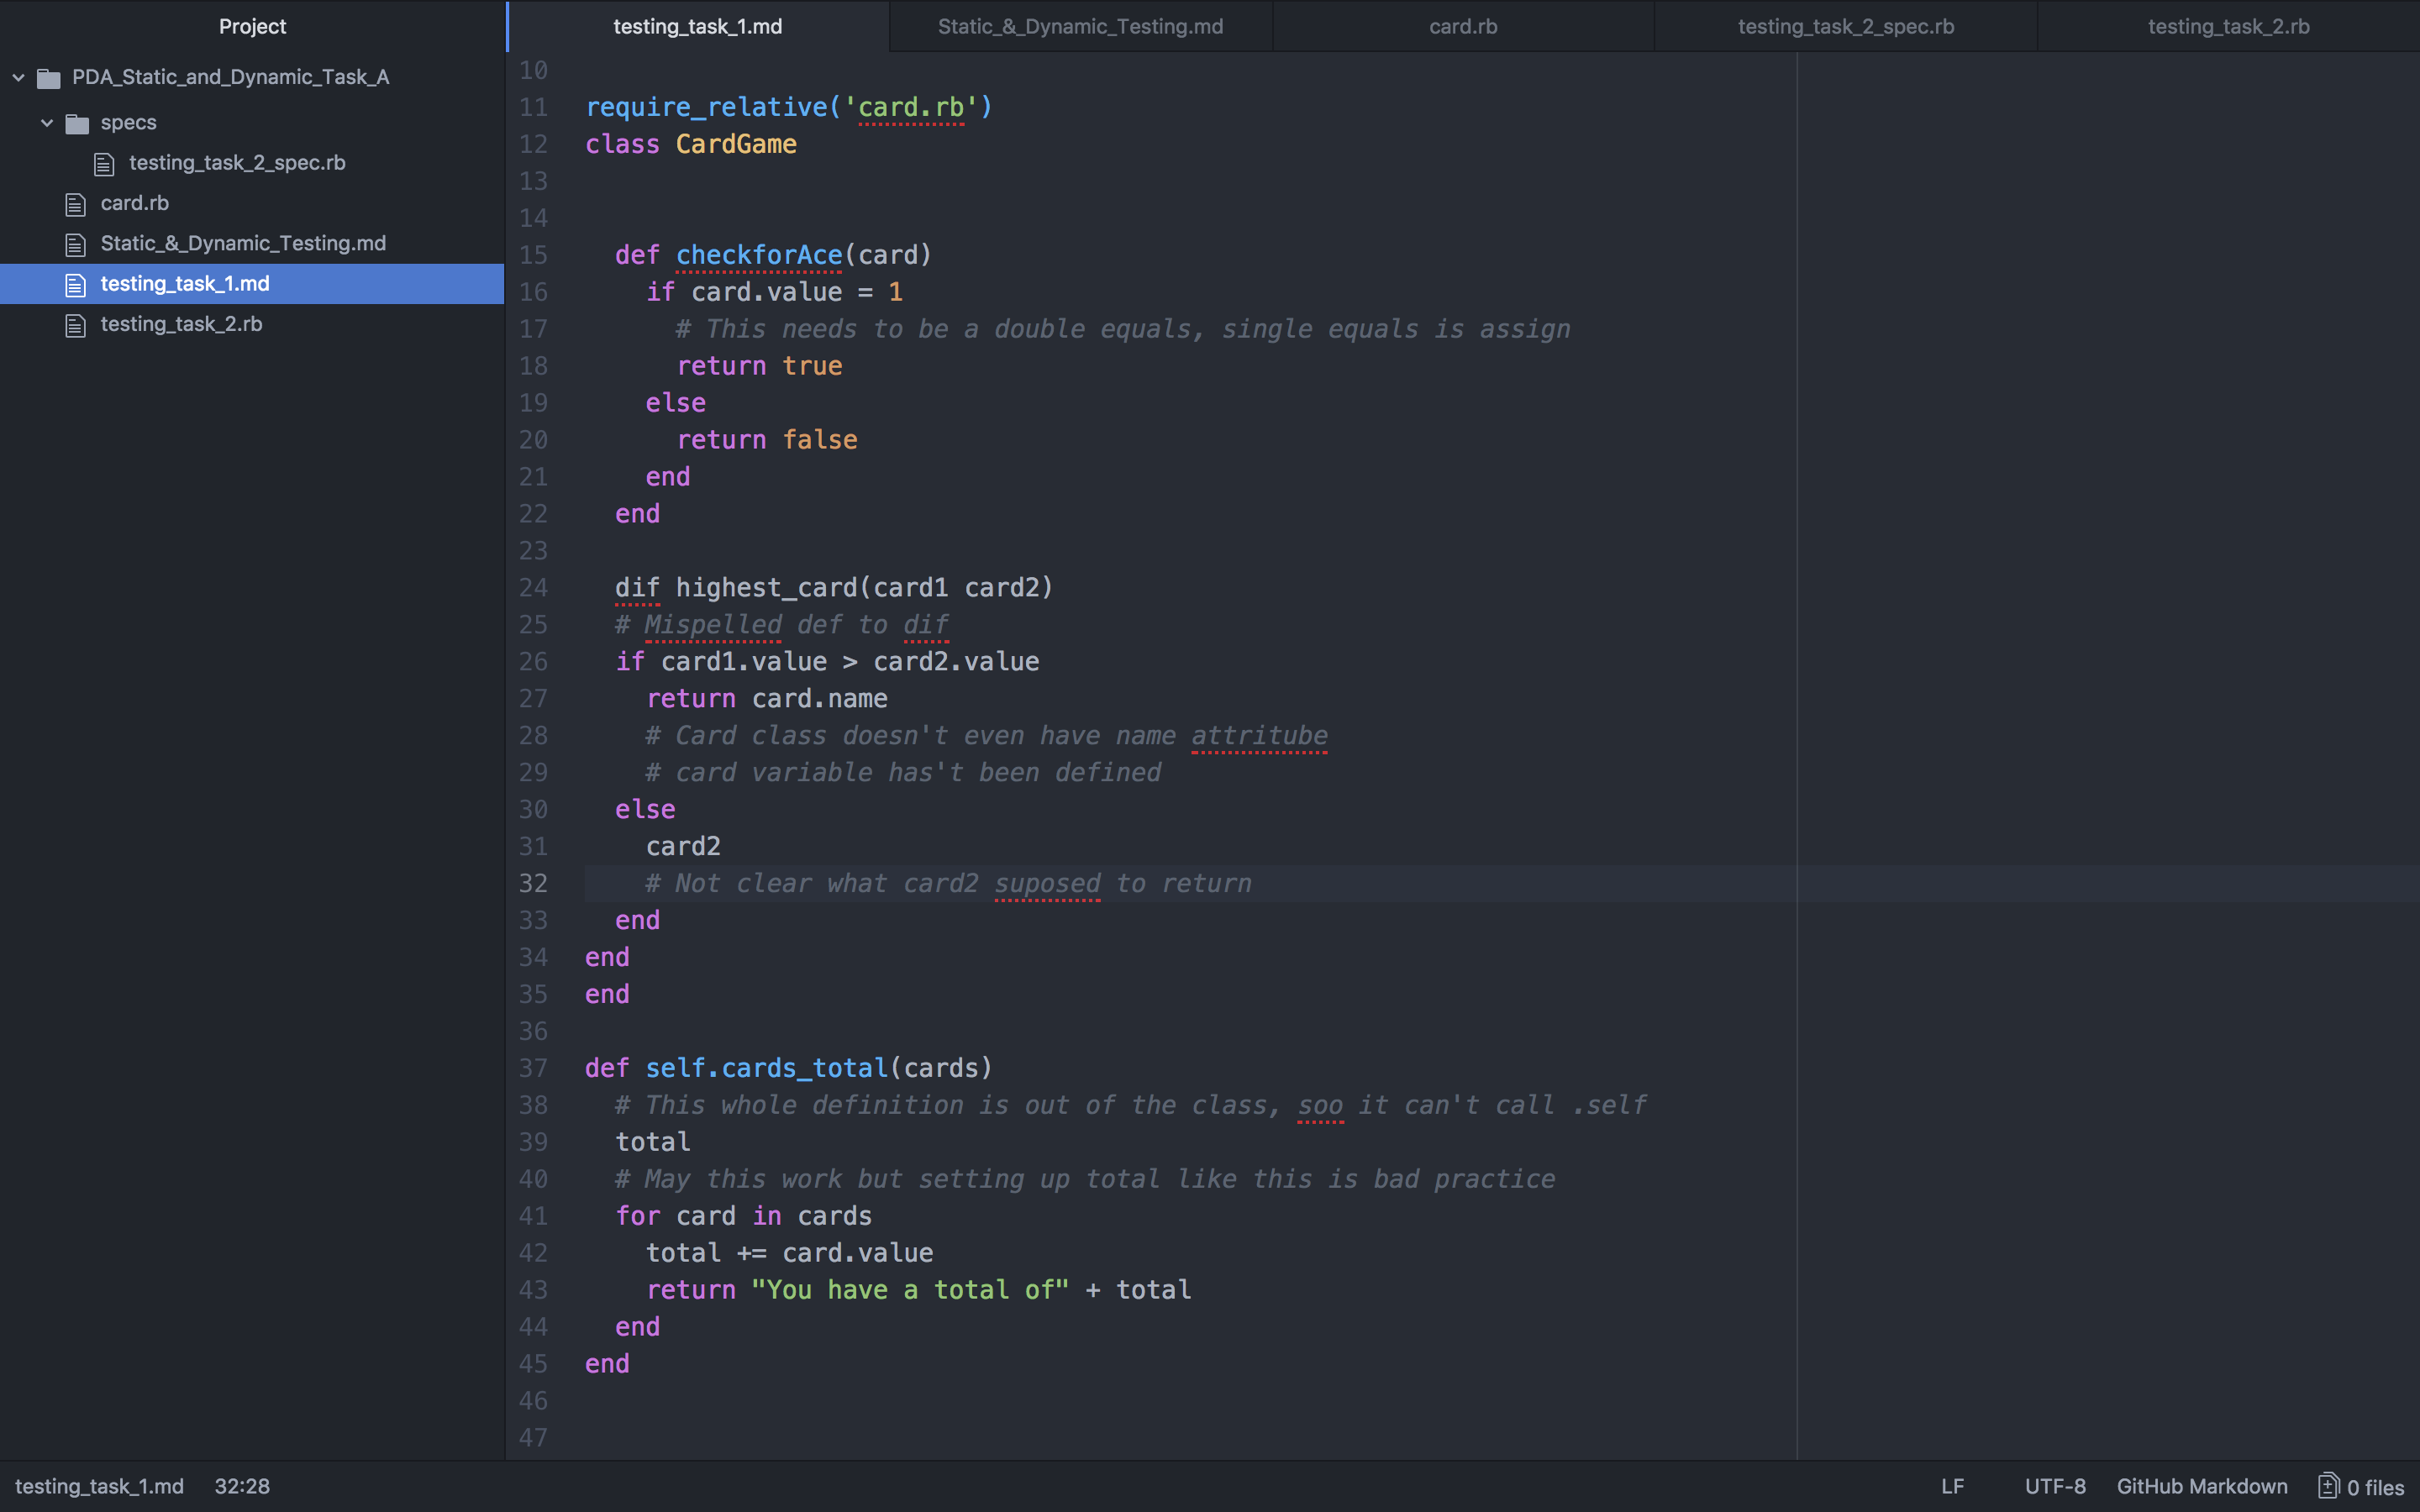 Project
PDA_Static_and_Dynamic_Task_A
specs
testing_task_2_spec.rb
card.rb
Static_&_Dynamic_Testing.md
testing_task_1.md
testing_task_2.rb
testing_task_1.md
Static_&_Dynamic_Testing.md
card.rb
testing_task_2_spec.rb
testing_task_2.rb
10
11 require_relative('card.rb')
12 class CardGame
13
14
15 def checkforAce(card)
16 if card.value = 1
17 # This needs to be a double equals, single equals is assign
18 return true
19 else
20 return false
21 end
22 end
23
24 dif highest_card(card1 card2)
25 # Mispelled def to dif
26 if card1.value > card2.value
27 return card.name
28 # Card class doesn't even have name attritube
29 # card variable has't been defined
30 else
31 card2
32 # Not clear what card2 suposed to return
33 end
34 end
35 end
36
37 def self.cards_total(cards)
38 # This whole definition is out of the class, soo it can't call .self
39 total
40 # May this work but setting up total like this is bad practice
41 for card in cards
42 total += card.value
43 return "You have a total of" + total
44 end
45 end
46
47
testing_task_1.md 32:28 LF UTF-8 GitHub Markdown 0 files